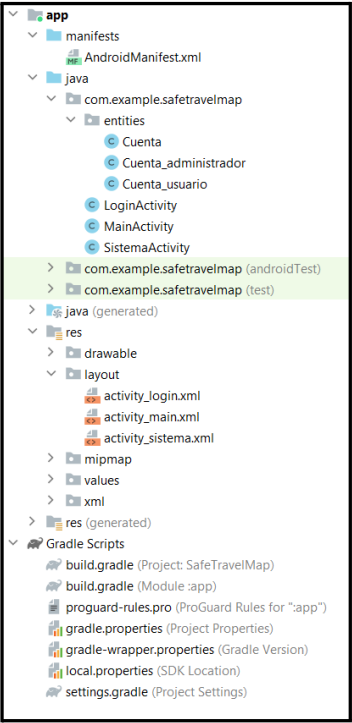 app
manifests
AndroidManifest.xml
java
com.example.safetravelmap
entities
Cuenta
Cuenta_administrador
Cuenta_usuario
LoginActivity
MainActivity
SistemaActivity
com.example.safetravelmap (androidTest)
com.example.safetravelmap (test)
java (generated)
res
drawable
layout
activity_login.xml
activity_main.xml
activity_sistema.xml
mipmap
values
xml
res (generated)
Gradle Scripts
build.gradle (Project: SafeTravelMap)
build.gradle (Module :app)
proguard-rules.pro (ProGuard Rules for ":app")
gradle.properties (Project Properties)
gradle-wrapper.properties (Gradle Version)
local.properties (SDK Location)
settings.gradle (Project Settings)